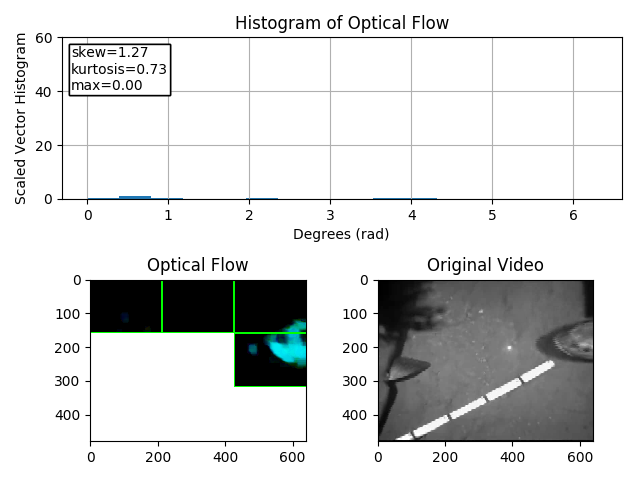 Histogram of Optical Flow
Scaled Vector Histogram
60
40
20
0
skew=1.27
kurtosis=0.73
max=0.00
0 1 2 3 4 5 6
Degrees (rad)
Optical Flow
0
100
200
300
400
0 200 400 600
Original Video
0
100
200
300
400
0 200 400 600